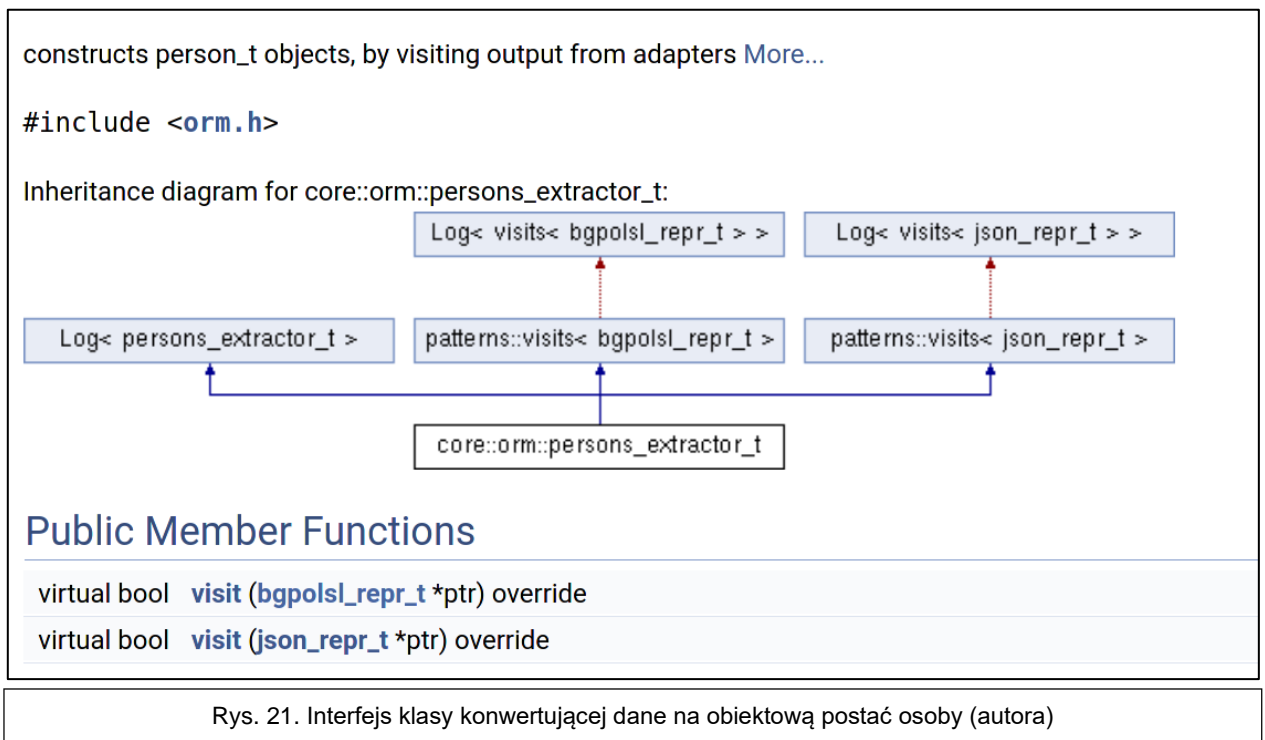 constructs person_t objects, by visiting output from adapters More...
#include <orm.h>
Inheritance diagram for core::orm::persons_extractor_t:
Log< visits< bgpolsl_repr_t > >
Log< visits< json_repr_t > >
Log< persons_extractor_t >
patterns::visits< bgpolsl_repr_t >
patterns::visits< json_repr_t >
core::orm::persons_extractor_t
Public Member Functions
virtual bool visit (bgpolsl_repr_t *ptr) override
virtual bool visit (json_repr_t *ptr) override
Rys. 21. Interfejs klasy konwertującej dane na obiektową postać osoby (autora)